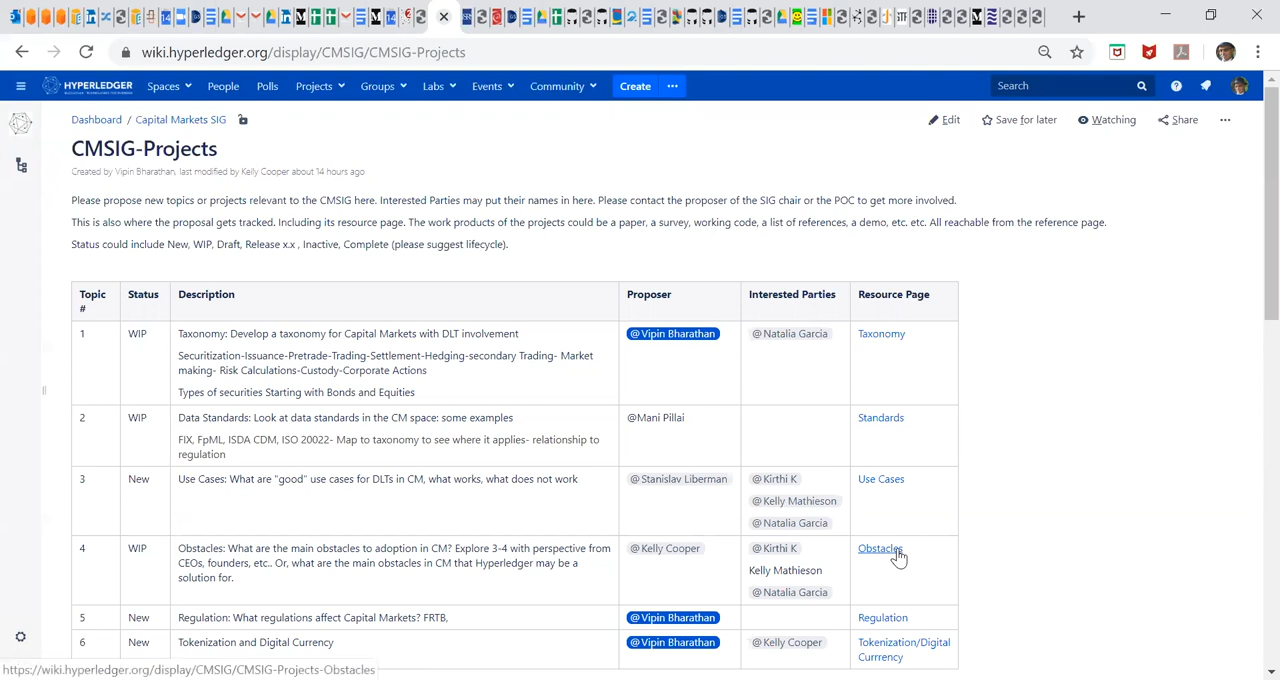 wiki.hyperledger.org/display/CMSIG/CMSIG-Projects
HYPERLEDGER Spaces People Polls Projects Groups Labs Events Community Create ••• Search
Dashboard / Capital Markets SIG Edit Save for later Watching Share •••
CMSIG-Projects
Created by Vipin Bharathan, last modified by Kelly Cooper about 14 hours ago
Please propose new topics or projects relevant to the CMSIG here. Interested Parties may put their names in here. Please contact the proposer of the SIG chair or the POC to get more involved.
This is also where the proposal gets tracked. Including its resource page. The work products of the projects could be a paper, a survey, working code, a list of references, a demo, etc. etc. All reachable from the reference page.
Status could include New, WIP, Draft, Release x.x , Inactive, Complete (please suggest lifecycle).
Topic # Status Description Proposer Interested Parties Resource Page
1 WIP Taxonomy: Develop a taxonomy for Capital Markets with DLT involvement @Vipin Bharathan @Natalia Garcia Taxonomy
Securitization-Issuance-Pretrade-Trading-Settlement-Hedging-secondary Trading- Market
making- Risk Calculations-Custody-Corporate Actions
Types of securities Starting with Bonds and Equities
2 WIP Data Standards: Look at data standards in the CM space: some examples @Mani Pillai Standards
FIX, FpML, ISDA CDM, ISO 20022- Map to taxonomy to see where it applies- relationship to
regulation
3 New Use Cases: What are "good" use cases for DLTs in CM, what works, what does not work @Stanislav Liberman @Kirthi K Use Cases
@Kelly Mathieson
@Natalia Garcia
4 WIP Obstacles: What are the main obstacles to adoption in CM? Explore 3-4 with perspective from @Kelly Cooper @Kirthi K Obstacles
CEOs, founders, etc.. Or, what are the main obstacles in CM that Hyperledger may be a Kelly Mathieson
solution for. @Natalia Garcia
5 New Regulation: What regulations affect Capital Markets? FRTB, @Vipin Bharathan Regulation
6 New Tokenization and Digital Currency @Vipin Bharathan @Kelly Cooper Tokenization/Digital
Currrency
https://wiki.hyperledger.org/display/CMSIG/CMSIG-Projects-Obstacles